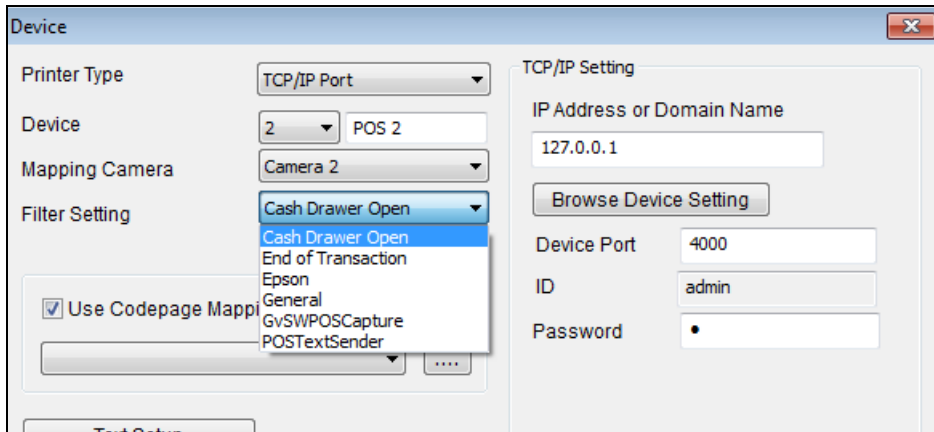 Device
Printer Type
TCP/IP Port
Device
2
POS 2
Mapping Camera
Camera 2
Filter Setting
Cash Drawer Open
Cash Drawer Open
End of Transaction
Epson
General
GvSWPOSCapture
POSTextSender
Use Codepage Mappi
....
TCP/IP Setting
IP Address or Domain Name
127.0.0.1
Browse Device Setting
Device Port
4000
ID
admin
Password
Text Setup